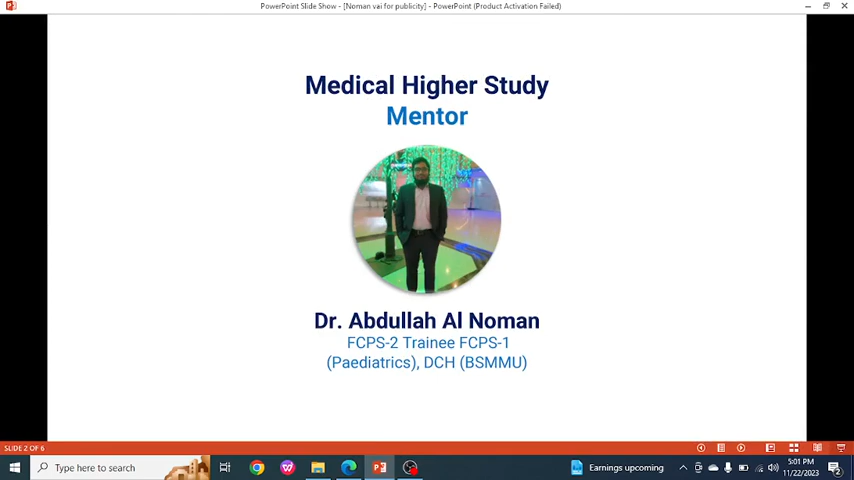 PowerPoint Slide Show - [Noman vai for publicity] - PowerPoint (Product Activation Failed)
Medical Higher Study
Mentor
Dr. Abdullah Al Noman
FCPS-2 Trainee FCPS-1
(Paediatrics), DCH (BSMMU)
SLIDE 2 OF 6
Type here to search
Earnings upcoming
5:01 PM
11/22/2023
2